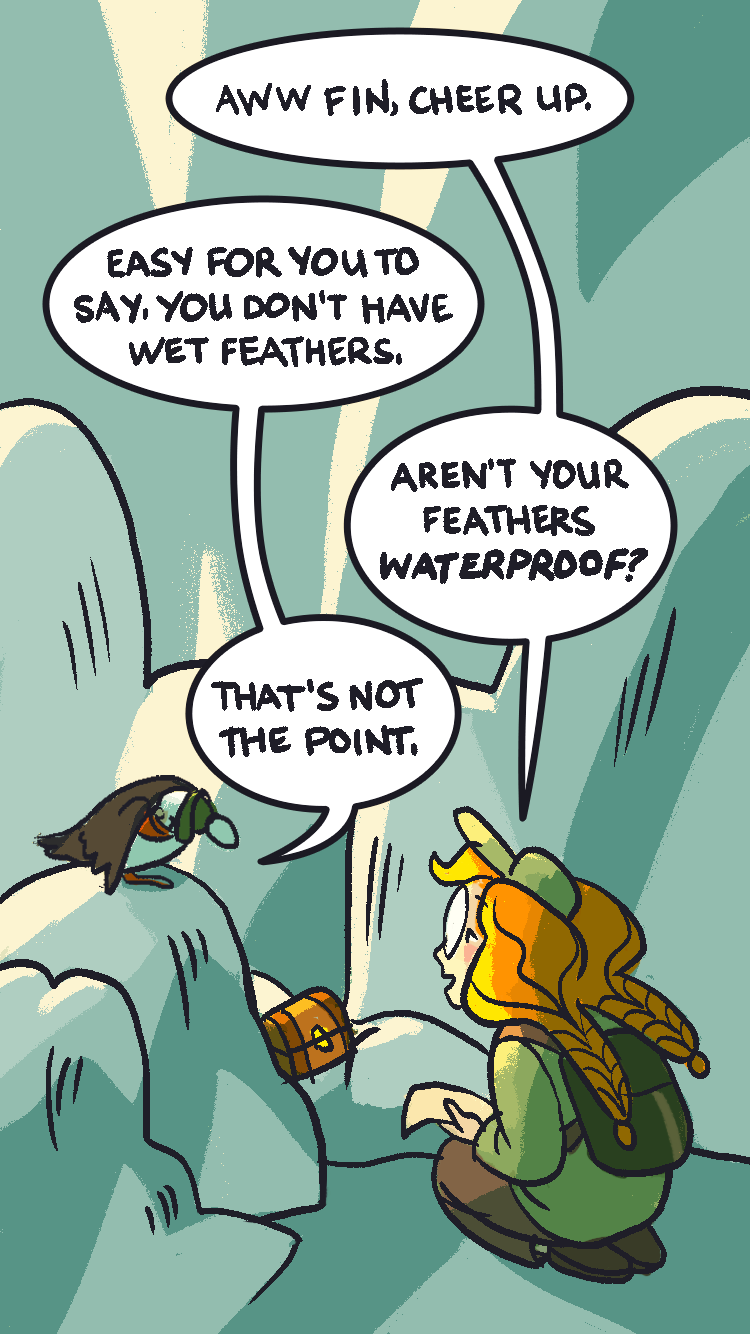 AWW FIN, CHEER UP.
EASY FOR YOU TO
SAY. YOU DON'T HAVE
WET FEATHERS.
AREN'T YOUR
FEATHERS
WATERPROOF?
THAT'S NOT
THE POINT.